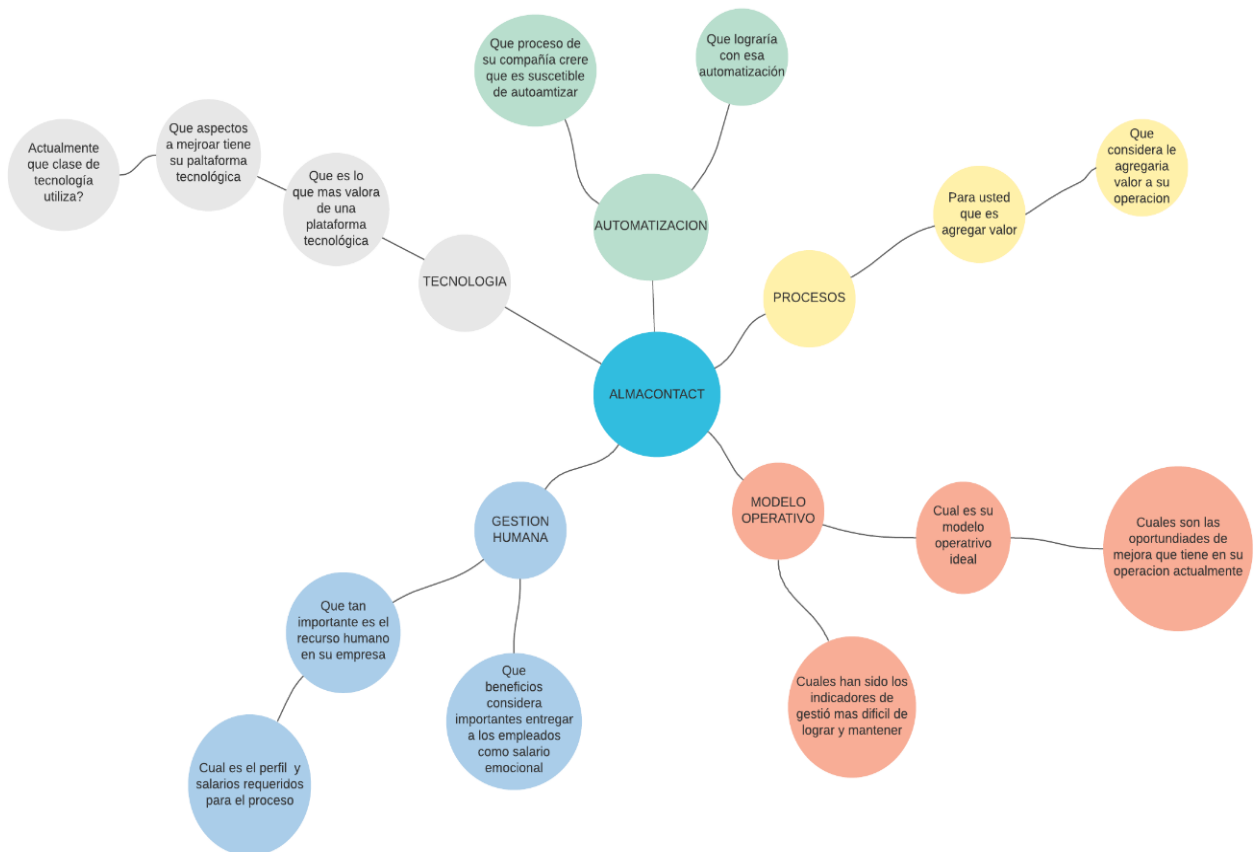 Que proceso de
su compañía crere
que es suscetible
de autoamtizar
Que lograría
con esa
automatización
AUTOMATIZACION
Actualmente
que clase de
tecnología
utiliza?
Que aspectos
a mejroar tiene
su paltaforma
tecnológica
Que es lo
que mas valora
de una
plataforma
tecnológica
TECNOLOGIA
Que
considera le
agregaria
valor a su
operacion
Para usted
que es
agregar valor
PROCESOS
ALMACONTACT
GESTION
HUMANA
Que tan
importante es el
recurso humano
en su empresa
Cual es el perfil y
salarios requeridos
para el proceso
Que
beneficios
considera
importantes entregar
a los empleados
como salario
emocional
MODELO
OPERATIVO
Cual es su
modelo
operatrivo
ideal
Cuales son las
oportundiades de
mejora que tiene en su
operacion actualmente
Cuales han sido los
indicadores de
gestió mas dificil de
lograr y mantener